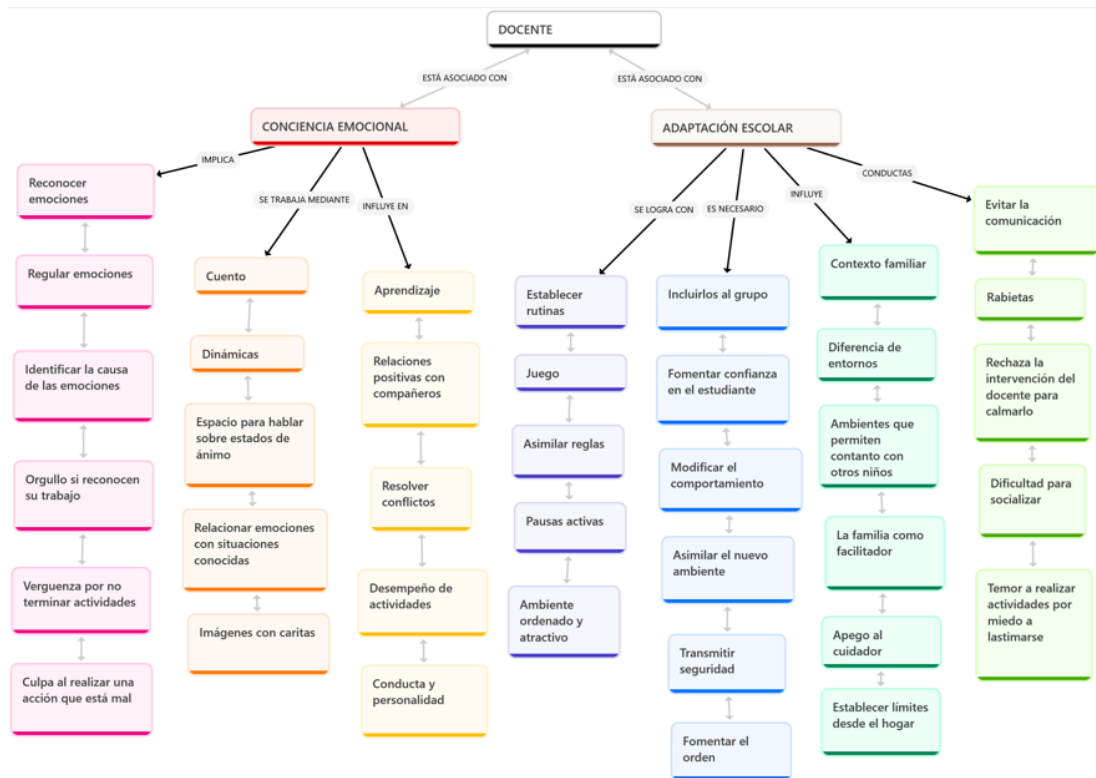 DOCENTE
ESTÁ ASOCIADO CON
ESTÁ ASOCIADO CON
CONCIENCIA EMOCIONAL
ADAPTACIÓN ESCOLAR
IMPLICA
SE TRABAJA MEDIANTE
INFLUYE EN
SE LOGRA CON
ES NECESARIO
INFLUYE
CONDUCTAS
Reconocer
emociones
Regular emociones
Identificar la causa
de las emociones
Orgullo si reconocen
su trabajo
Verguenza por no
terminar actividades
Culpa al realizar una
acción que está mal
Cuento
Dinámicas
Espacio para hablar
sobre estados de
ánimo
Relacionar emociones
con situaciones
conocidas
Imágenes con caritas
Aprendizaje
Relaciones
positivas con
compañeros
Resolver
conflictos
Desempeño de
actividades
Conducta y
personalidad
Establecer
rutinas
Juego
Asimilar reglas
Pausas activas
Ambiente
ordenado y
atractivo
Incluirlos al grupo
Fomentar confianza
en el estudiante
Modificar el
comportamiento
Asimilar el nuevo
ambiente
Transmitir
seguridad
Fomentar el
orden
Contexto familiar
Diferencia de
entornos
Ambientes que
permiten
contanto con
otros niños
La familia como
facilitador
Apego al
cuidador
Establecer límites
desde el hogar
Evitar la
comunicación
Rabietas
Rechaza la
intervención del
docente para
calmarlo
Dificultad para
socializar
Temor a realizar
actividades por
miedo a
lastimarse